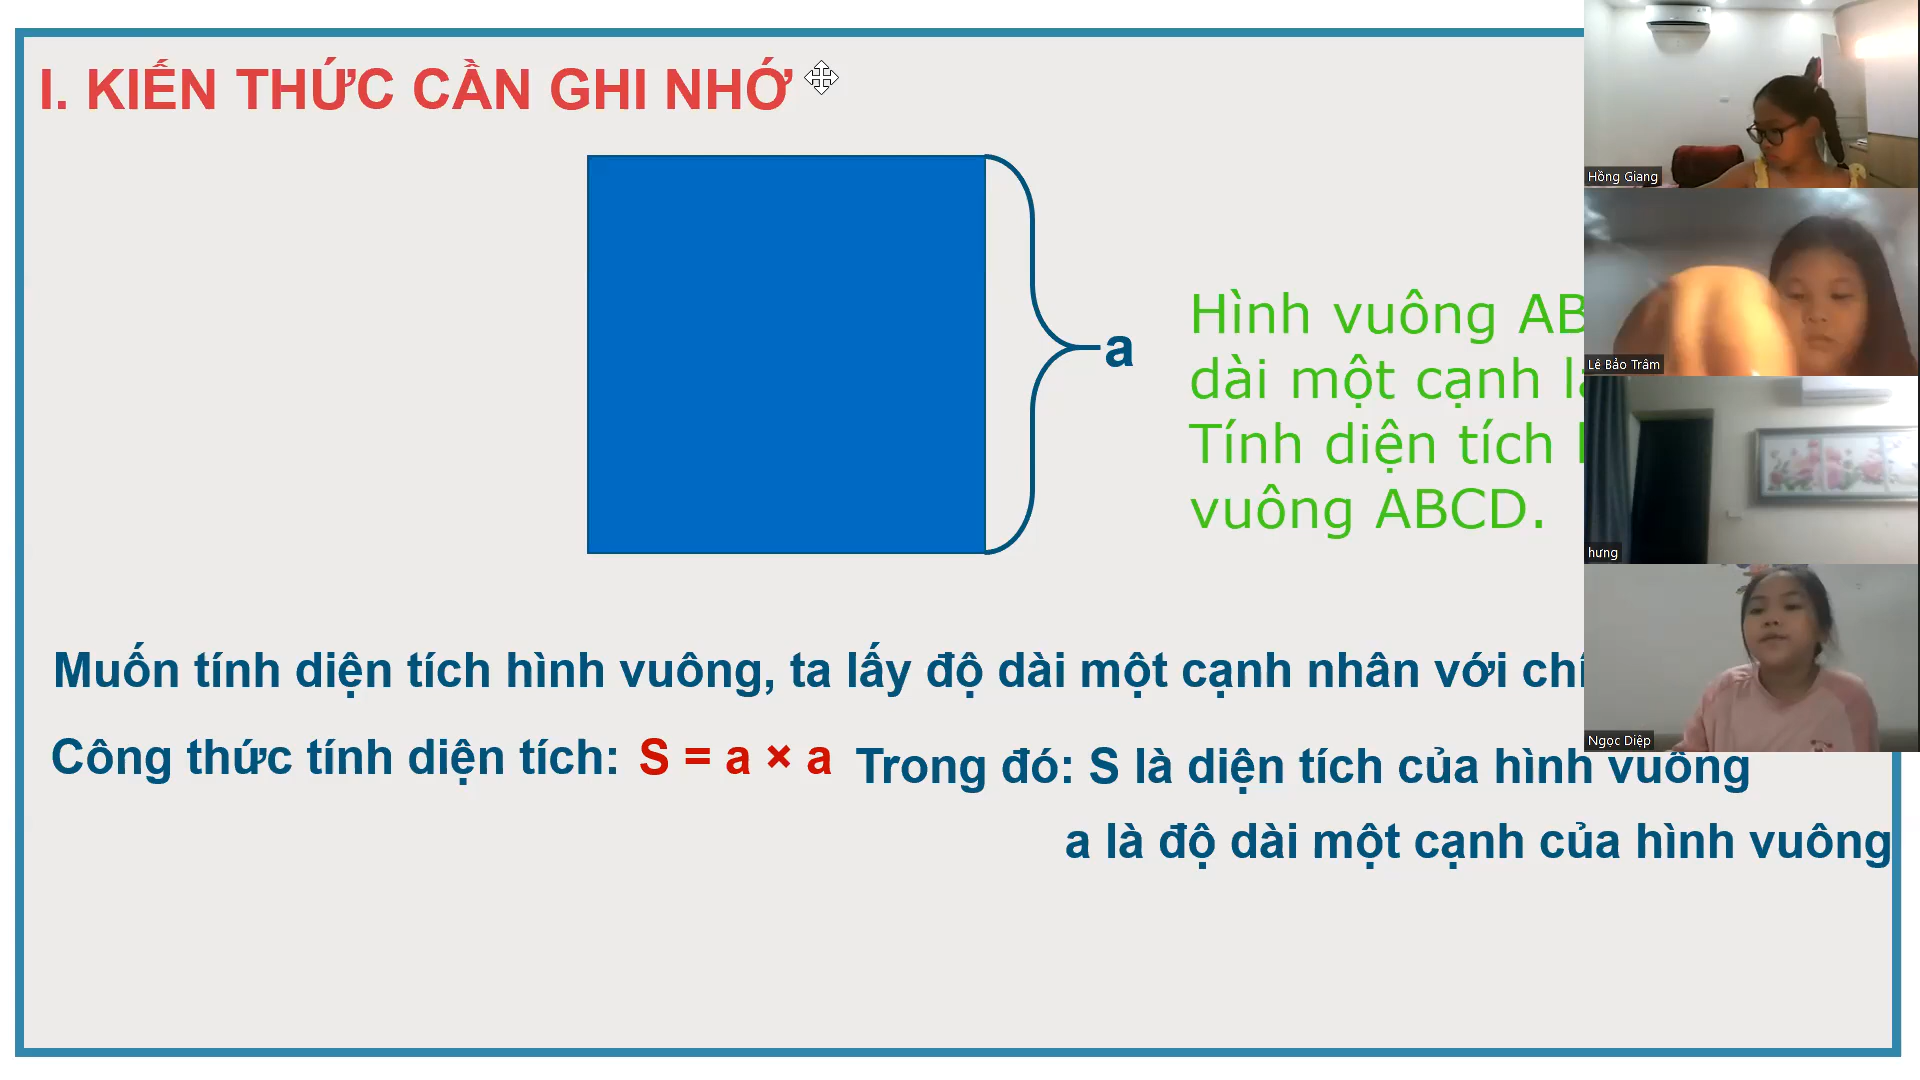 I. KIẾN THỨC CẦN GHI NHỚ
a
Hình vuông AB
dài một cạnh
Tính diện tích
vuông ABCD.
Muốn tính diện tích hình vuông, ta lấy độ dài một cạnh nhân với
Công thức tính diện tích: S = a × a
Trong đó: S là diện tích của hình vuông
a là độ dài một cạnh của hình vuông
Hồng Giang
Lê Bảo Trâm
hưng
Ngọc Diệp